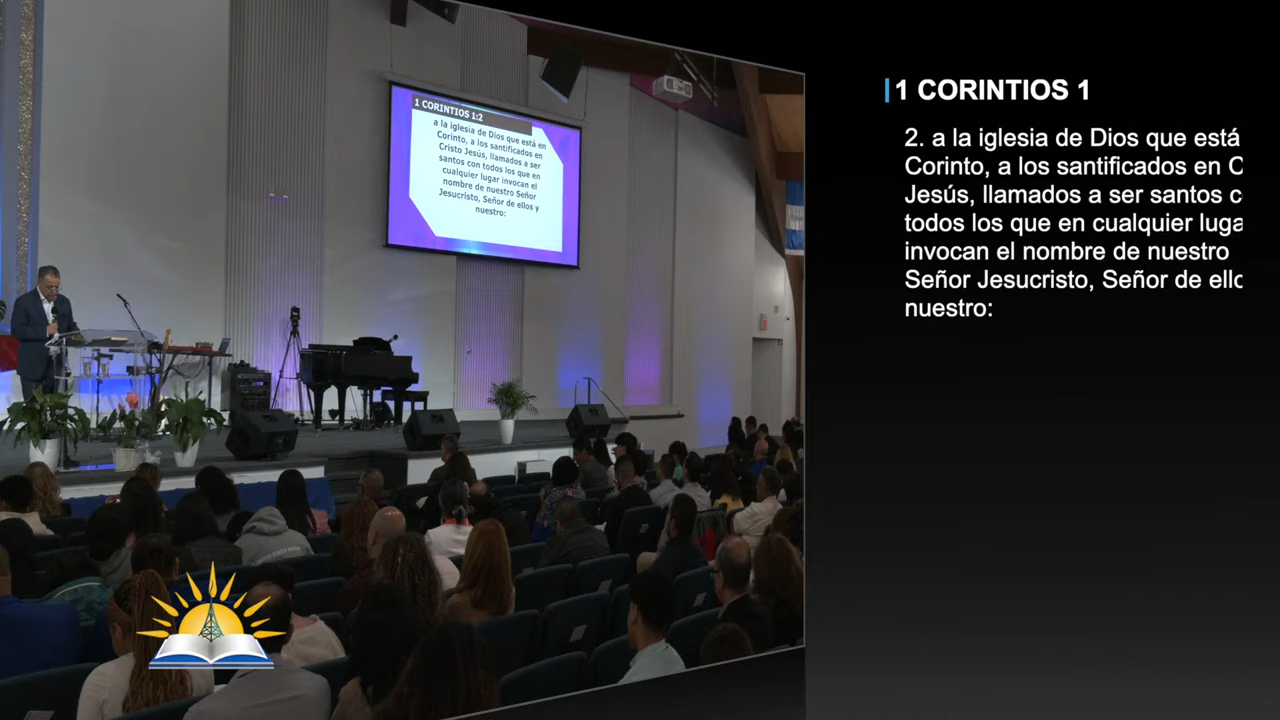 1 CORINTIOS 1:2
a la iglesia de Dios que está en
Corinto, a los santificados en
Cristo Jesús, llamados a ser
santos con todos los que en
cualquier lugar invocan el
nombre de nuestro Señor
Jesucristo, Señor de ellos y
nuestro:
1 CORINTIOS 1
2. a la iglesia de Dios que está
Corinto, a los santificados en C
Jesús, llamados a ser santos c
todos los que en cualquier luga
invocan el nombre de nuestro
Señor Jesucristo, Señor de ello
nuestro: